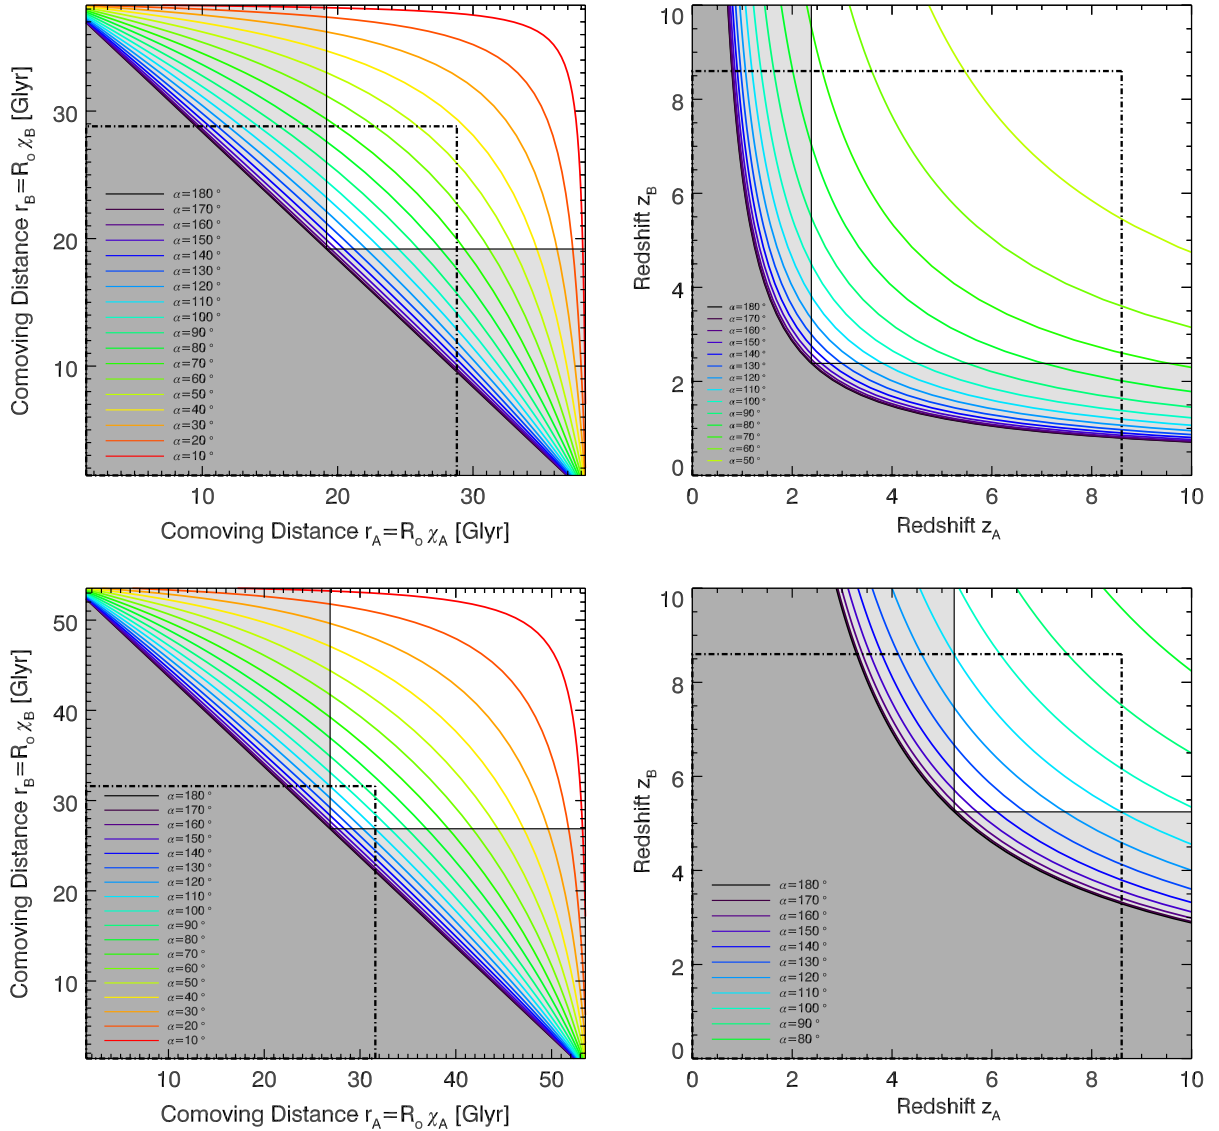 Comoving Distance r_B=R_o χ_B [Glyr]
30
20
10
α=180°
α=170°
α=160°
α=150°
α=140°
α=130°
α=120°
α=110°
α=100°
α=90°
α=80°
α=70°
α=60°
α=50°
α=40°
α=30°
α=20°
α=10°
10 20 30
Comoving Distance r_A=R_o χ_A [Glyr]
Redshift z_B
10
8
6
4
2
0
α=180°
α=170°
α=160°
α=150°
α=140°
α=130°
α=120°
α=110°
α=100°
α=90°
α=80°
α=70°
α=60°
α=50°
0 2 4 6 8 10
Redshift z_A
Comoving Distance r_B=R_o χ_B [Glyr]
50
40
30
20
10
α=180°
α=170°
α=160°
α=150°
α=140°
α=130°
α=120°
α=110°
α=100°
α=90°
α=80°
α=70°
α=60°
α=50°
α=40°
α=30°
α=20°
α=10°
10 20 30 40 50
Comoving Distance r_A=R_o χ_A [Glyr]
Redshift z_B
10
8
6
4
2
0
α=180°
α=170°
α=160°
α=150°
α=140°
α=130°
α=120°
α=110°
α=100°
α=90°
α=80°
0 2 4 6 8 10
Redshift z_A